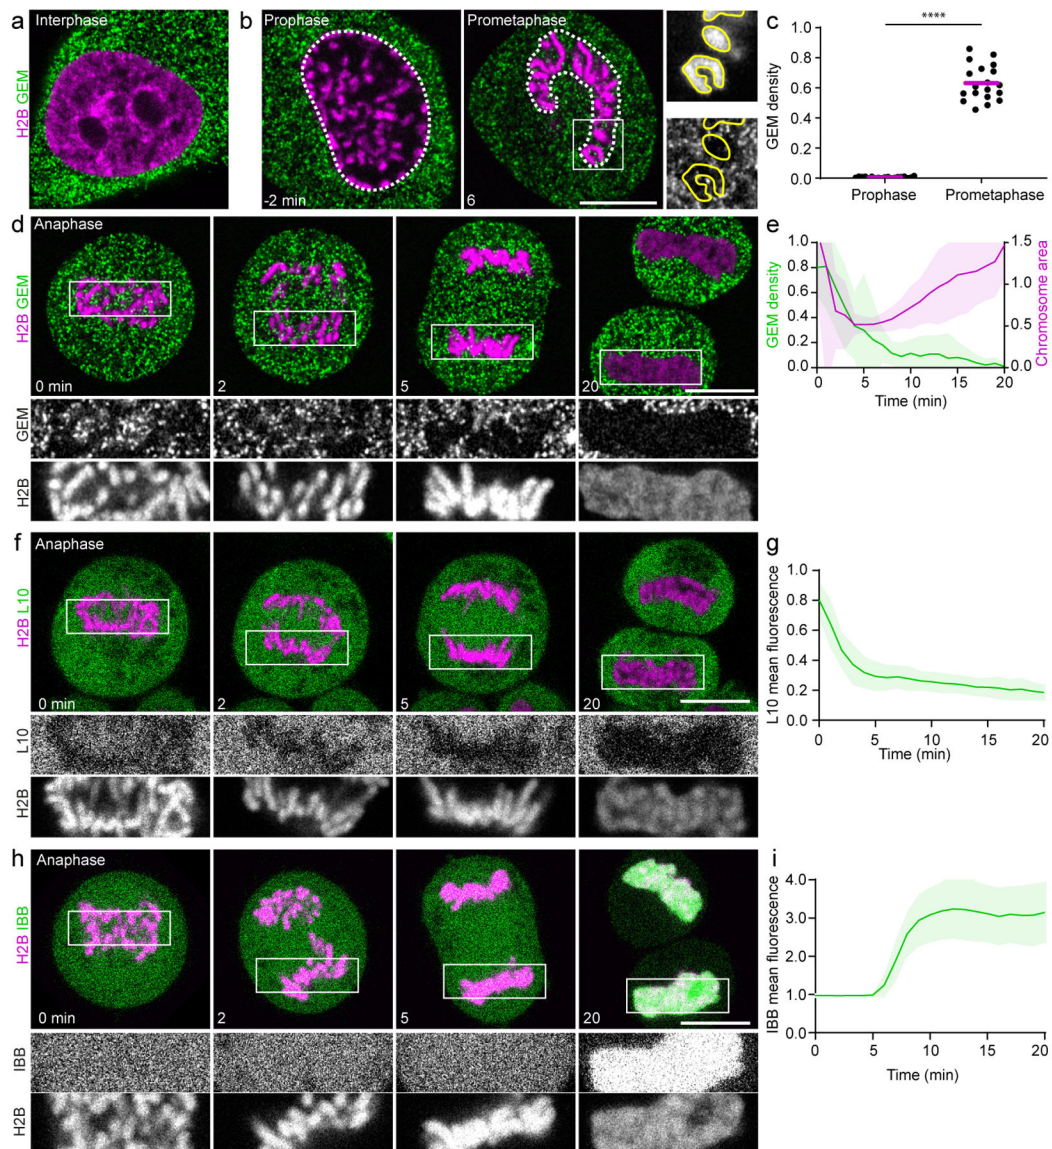 a
Interphase
H2B GEM
b
Prophase
-2 min
Prometaphase
6
c
****
GEM density
1.0
0.8
0.6
0.4
0.2
0.0
Prophase
Prometaphase
d
Anaphase
H2B GEM
0 min
2
5
20
GEM
H2B
e
GEM density
1.0
0.8
0.6
0.4
0.2
0.0
1.5
1.0
0.5
0.0
Chromosome area
0
5
10
15
20
Time (min)
f
Anaphase
H2B L10
0 min
2
5
20
L10
H2B
g
L10 mean fluorescence
1.0
0.8
0.6
0.4
0.2
0.0
0
5
10
15
20
Time (min)
h
Anaphase
H2B IBB
0 min
2
5
20
IBB
H2B
i
IBB mean fluorescence
4.0
3.0
2.0
1.0
0.0
0
5
10
15
20
Time (min)